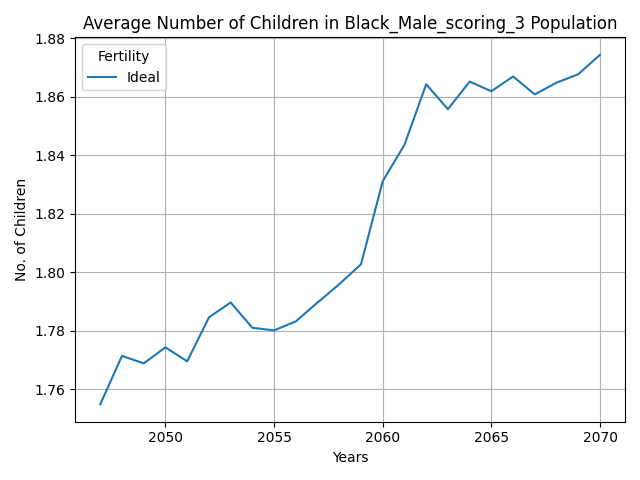 Average Number of Children in Black_Male_scoring_3 Population
Fertility
Ideal
No. of Children
1.88
1.86
1.84
1.82
1.80
1.78
1.76
2050 2055 2060 2065 2070
Years